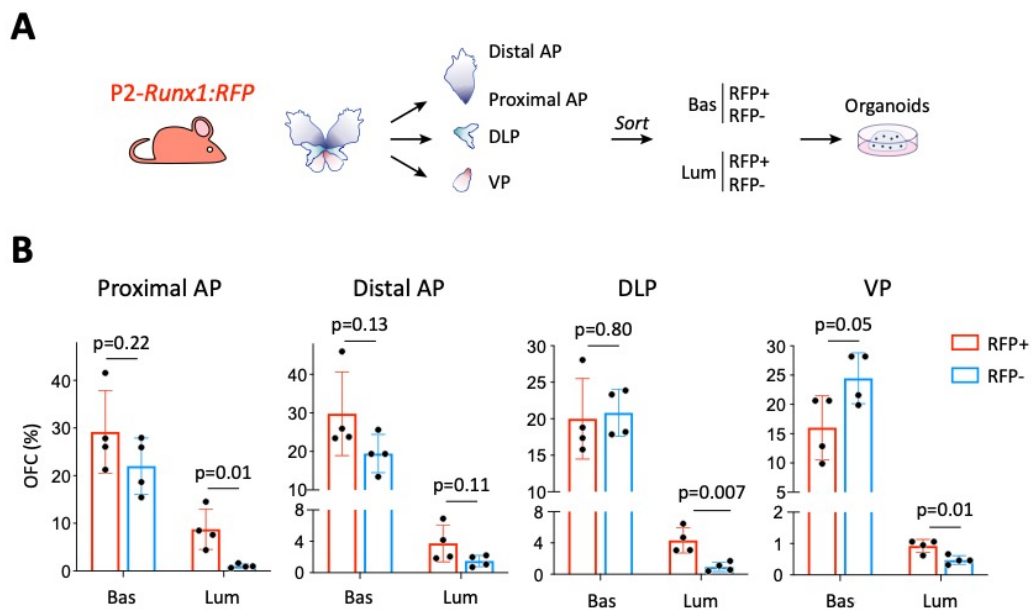 A
P2-Runx1:RFP
Distal AP
Proximal AP
DLP
VP
Sort
Bas
RFP+
RFP-
Lum
RFP+
RFP-
Organoids
B
Proximal AP
Distal AP
DLP
VP
OFC (%)
p=0.22
p=0.01
40
30
20
10
0
Bas
Lum
p=0.13
p=0.11
40
30
20
10
8
4
0
Bas
Lum
p=0.80
p=0.007
30
25
20
15
10
8
4
0
Bas
Lum
p=0.05
p=0.01
30
25
20
15
10
5
2
1
0
Bas
Lum
RFP+
RFP-